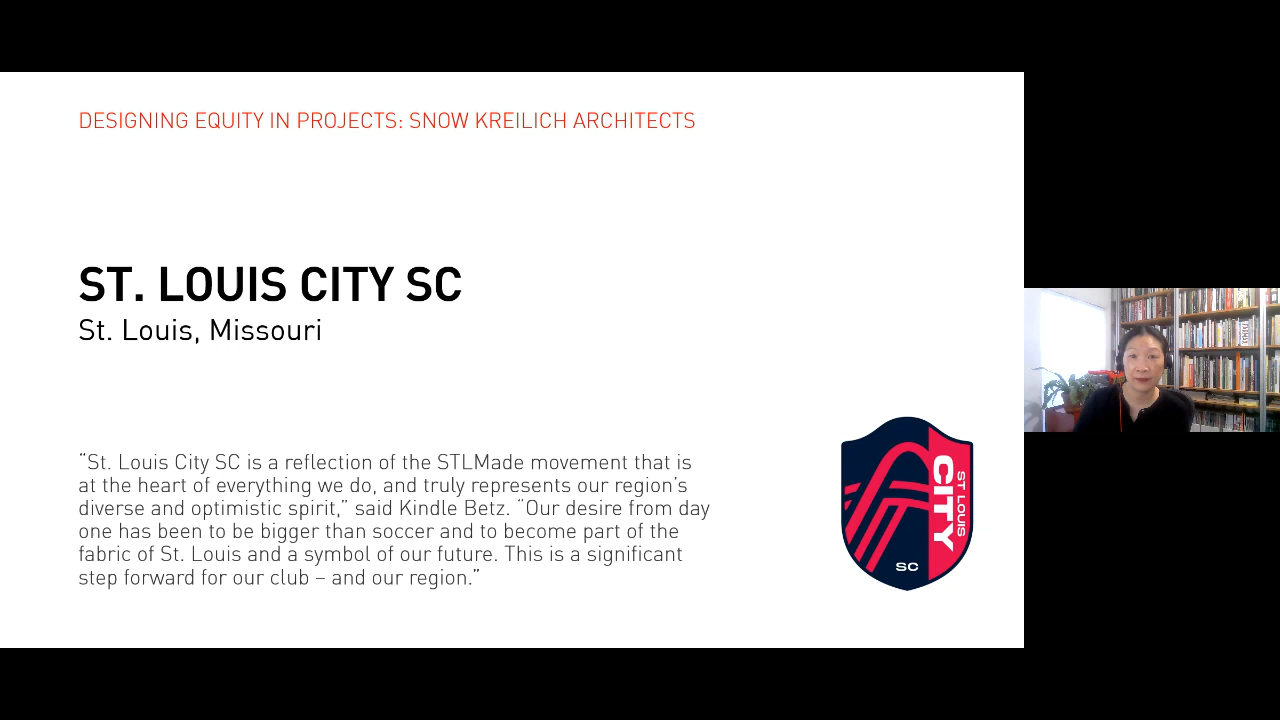 DESIGNING EQUITY IN PROJECTS: SNOW KREILICH ARCHITECTS
ST. LOUIS CITY SC
St. Louis, Missouri
“St. Louis City SC is a reflection of the STLMade movement that is
at the heart of everything we do, and truly represents our region’s
diverse and optimistic spirit,” said Kindle Betz. “Our desire from day
one has been to be bigger than soccer and to become part of the
fabric of St. Louis and a symbol of our future. This is a significant
step forward for our club – and our region.”
ST LOUIS
CITY
SC